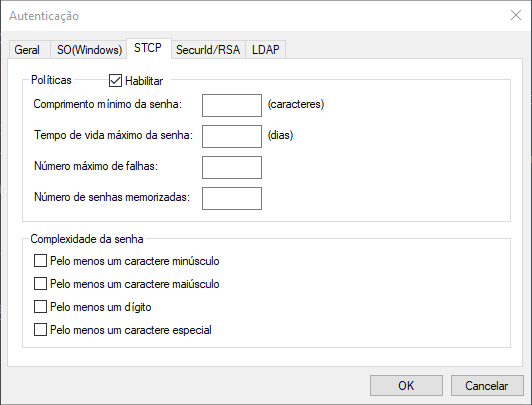 Autenticação
Geral SO(Windows) STCP SecurId/RSA LDAP
Políticas Habilitar
Comprimento mínimo da senha: (caracteres)
Tempo de vida máximo da senha: (dias)
Número máximo de falhas:
Número de senhas memorizadas:
Complexidade da senha
Pelo menos um caractere minúsculo
Pelo menos um caractere maiúsculo
Pelo menos um dígito
Pelo menos um caractere especial
OK Cancelar